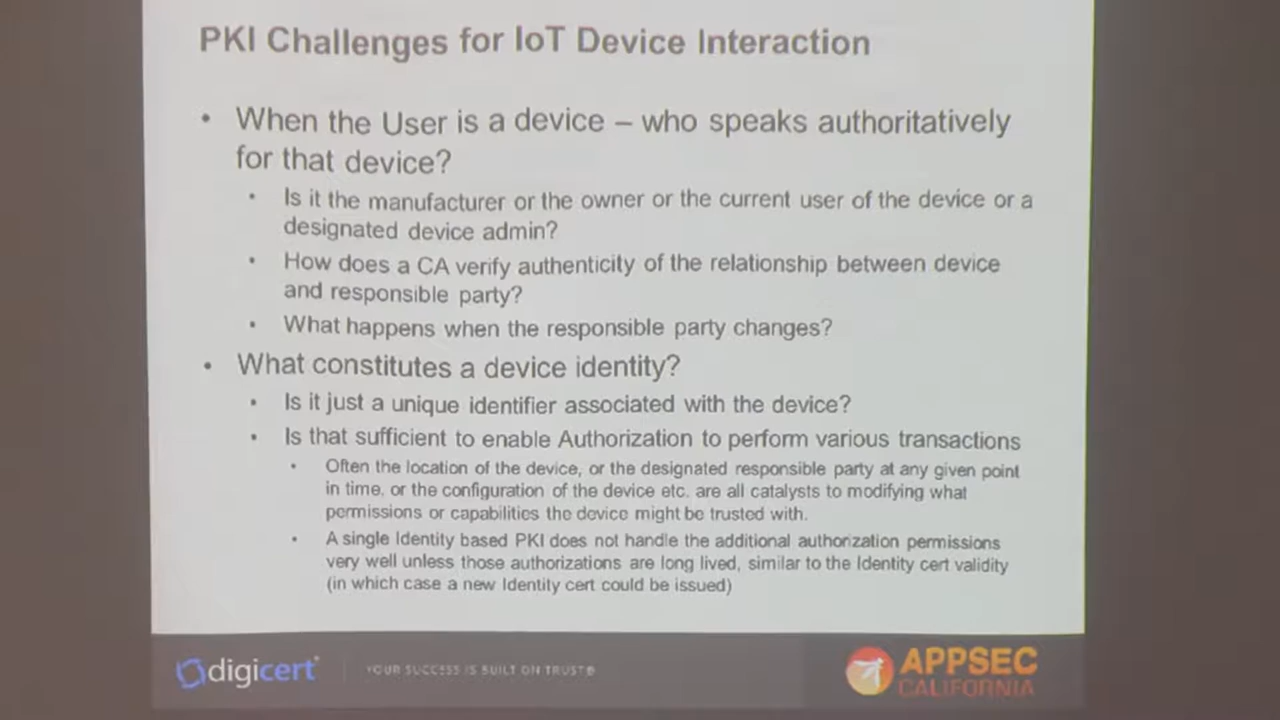 PKI Challenges for IoT Device Interaction
• When the User is a device – who speaks authoritatively
for that device?
• Is it the manufacturer or the owner or the current user of the device or a
designated device admin?
• How does a CA verify authenticity of the relationship between device
and responsible party?
• What happens when the responsible party changes?
• What constitutes a device identity?
• Is it just a unique identifier associated with the device?
• Is that sufficient to enable Authorization to perform various transactions
• Often the location of the device, or the designated responsible party at any given point
in time, or the configuration of the device etc. are all catalysts to modifying what
permissions or capabilities the device might be trusted with.
• A single Identity based PKI does not handle the additional authorization permissions
very well unless those authorizations are long lived, similar to the Identity cert validity
(in which case a new Identity cert could be issued)
digicert
YOUR SUCCESS IS BUILT ON TRUST®
APPSEC
CALIFORNIA